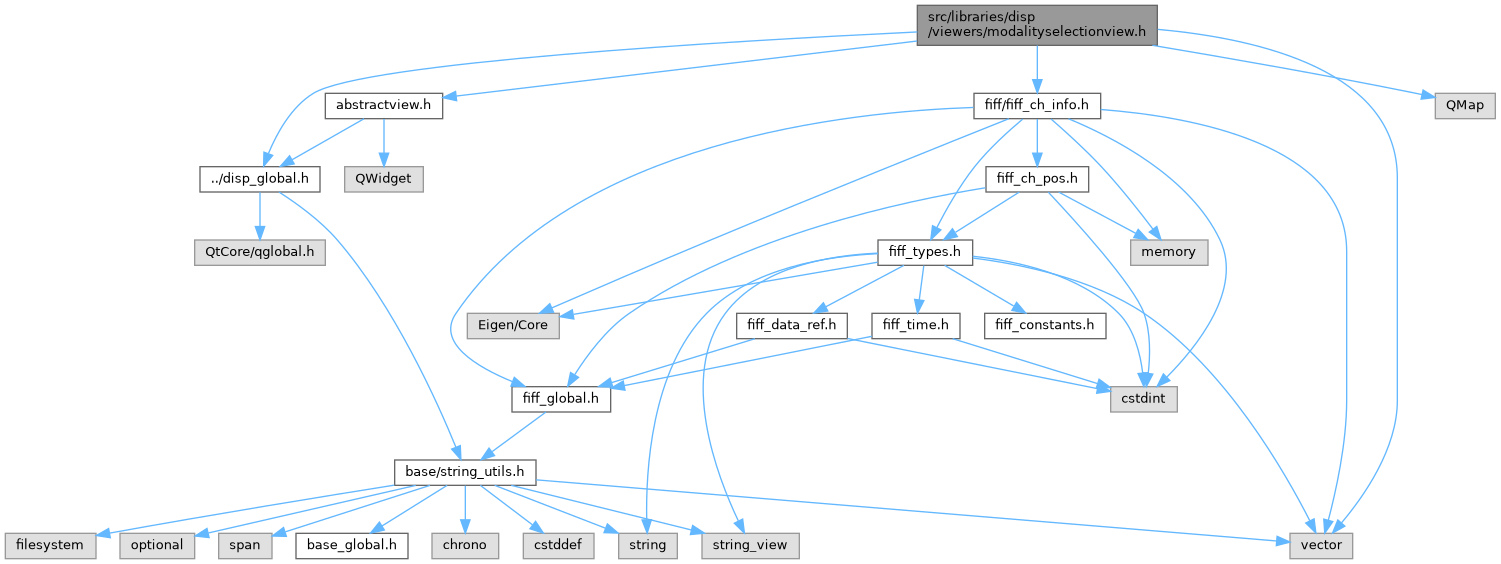 src/libraries/disp
/viewers/modalityselectionview.h
abstractview.h
fiff/fiff_ch_info.h
QMap
../disp_global.h
QWidget
fiff_ch_pos.h
QtCore/qglobal.h
fiff_types.h
memory
Eigen/Core
fiff_data_ref.h
fiff_time.h
fiff_constants.h
fiff_global.h
cstdint
base/string_utils.h
filesystem
optional
span
base_global.h
chrono
cstddef
string
string_view
vector